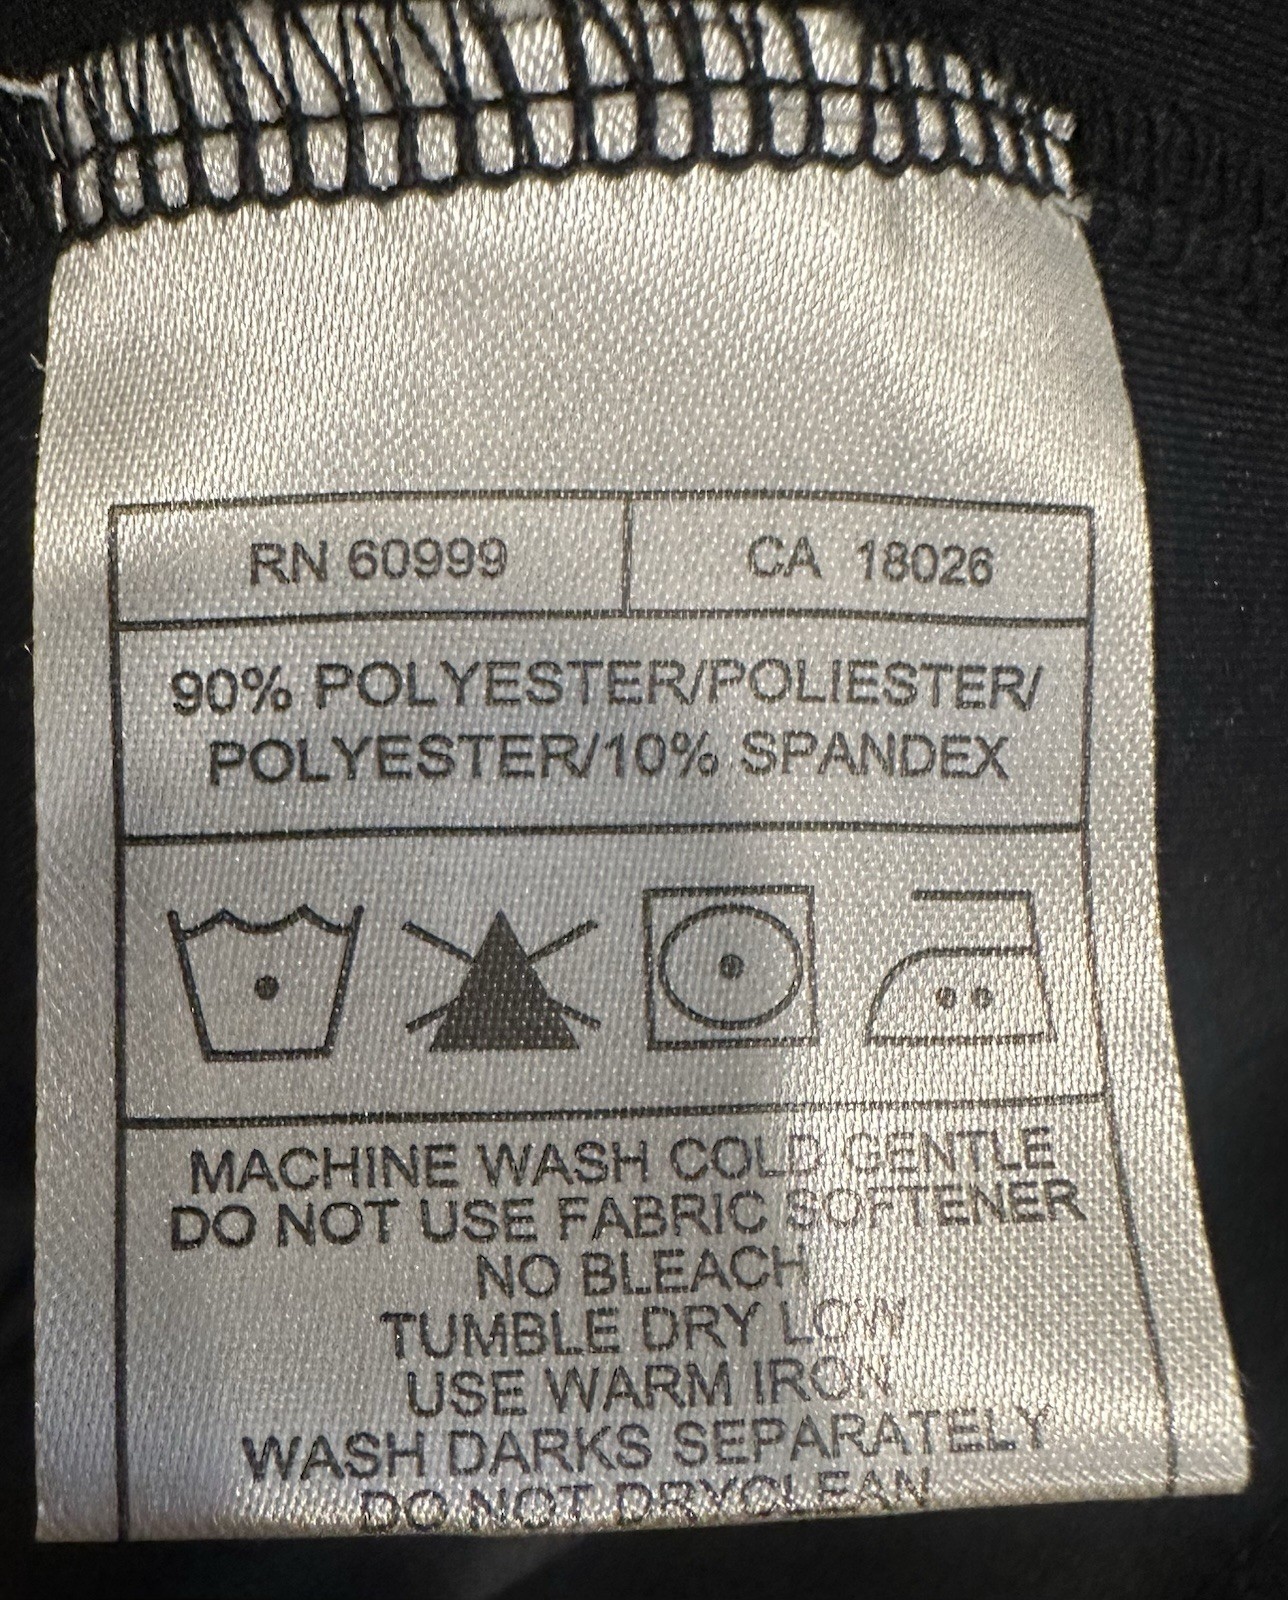 RN 60999 CA 18026
90% POLYESTER/POLIESTER/
POLYESTER/10% SPANDEX
MACHINE WASH COLD GENTLE
DO NOT USE FABRIC SOFTENER
NO BLEACH
TUMBLE DRY LOW
USE WARM IRON
WASH DARKS SEPARATELY
DO NOT DRYCLEAN